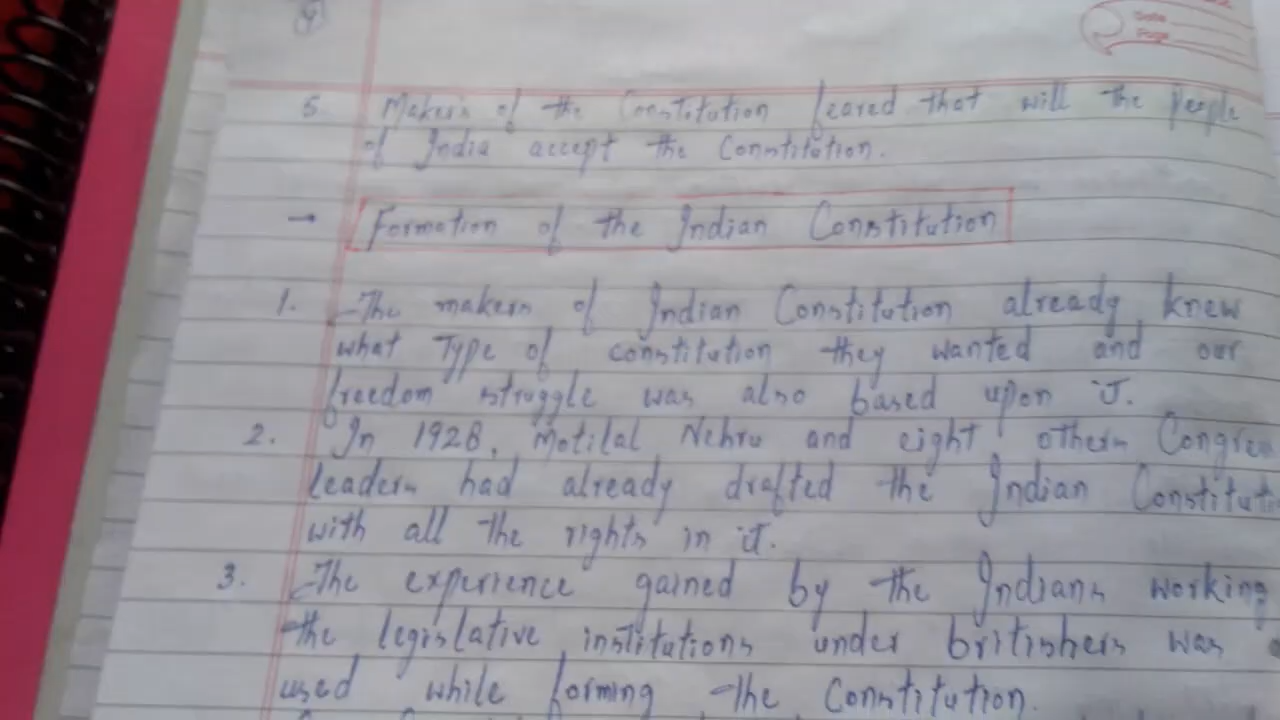 9
Date
Page
5. Makers of the Constitution feared that will the people
of India accept the Constitution.
→ Formation of the Indian Constitution
1. The makers of Indian Constitution already knew
what Type of constitution they wanted and our
freedom struggle was also based upon it.
2. In 1928, Motilal Nehru and eight others Congres
leaders had already drafted the Indian Constitut
with all the rights in it.
3. The experience gained by the Indians working
the legislative institutions under britishers was
used while forming the Constitution.